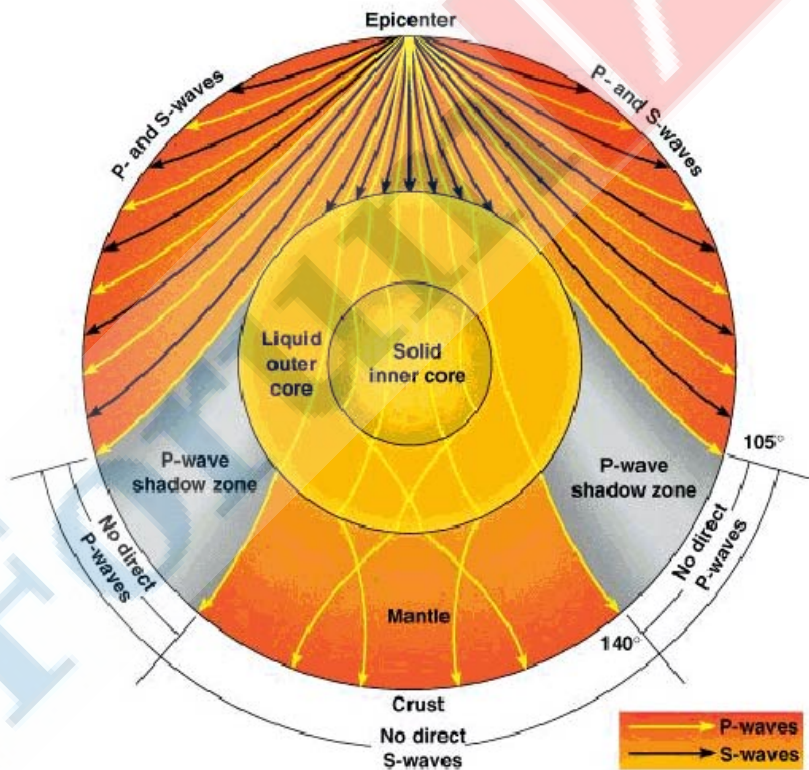 Epicenter
P- and S-waves
P- and S-waves
Liquid
outer
core
Solid
inner core
105°
P-wave
shadow zone
P-wave
shadow zone
No direct
P-waves
No direct
P-waves
Mantle
140°
Crust
No direct
S-waves
P-waves
S-waves